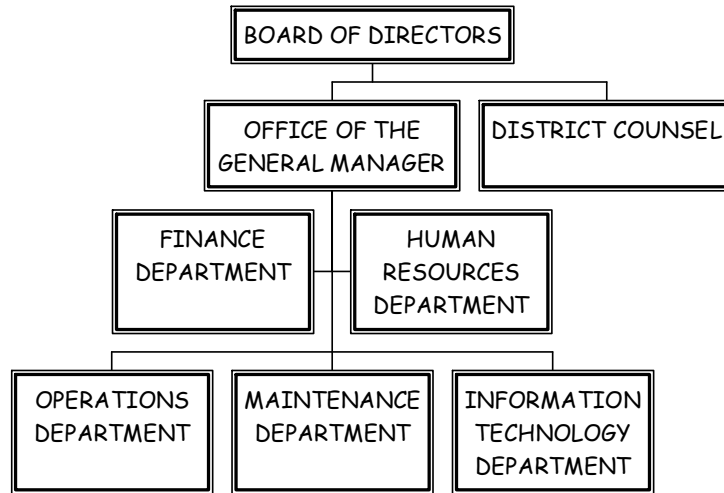 BOARD OF DIRECTORS
OFFICE OF THE
GENERAL MANAGER
DISTRICT COUNSEL
FINANCE
DEPARTMENT
HUMAN
RESOURCES
DEPARTMENT
OPERATIONS
DEPARTMENT
MAINTENANCE
DEPARTMENT
INFORMATION
TECHNOLOGY
DEPARTMENT